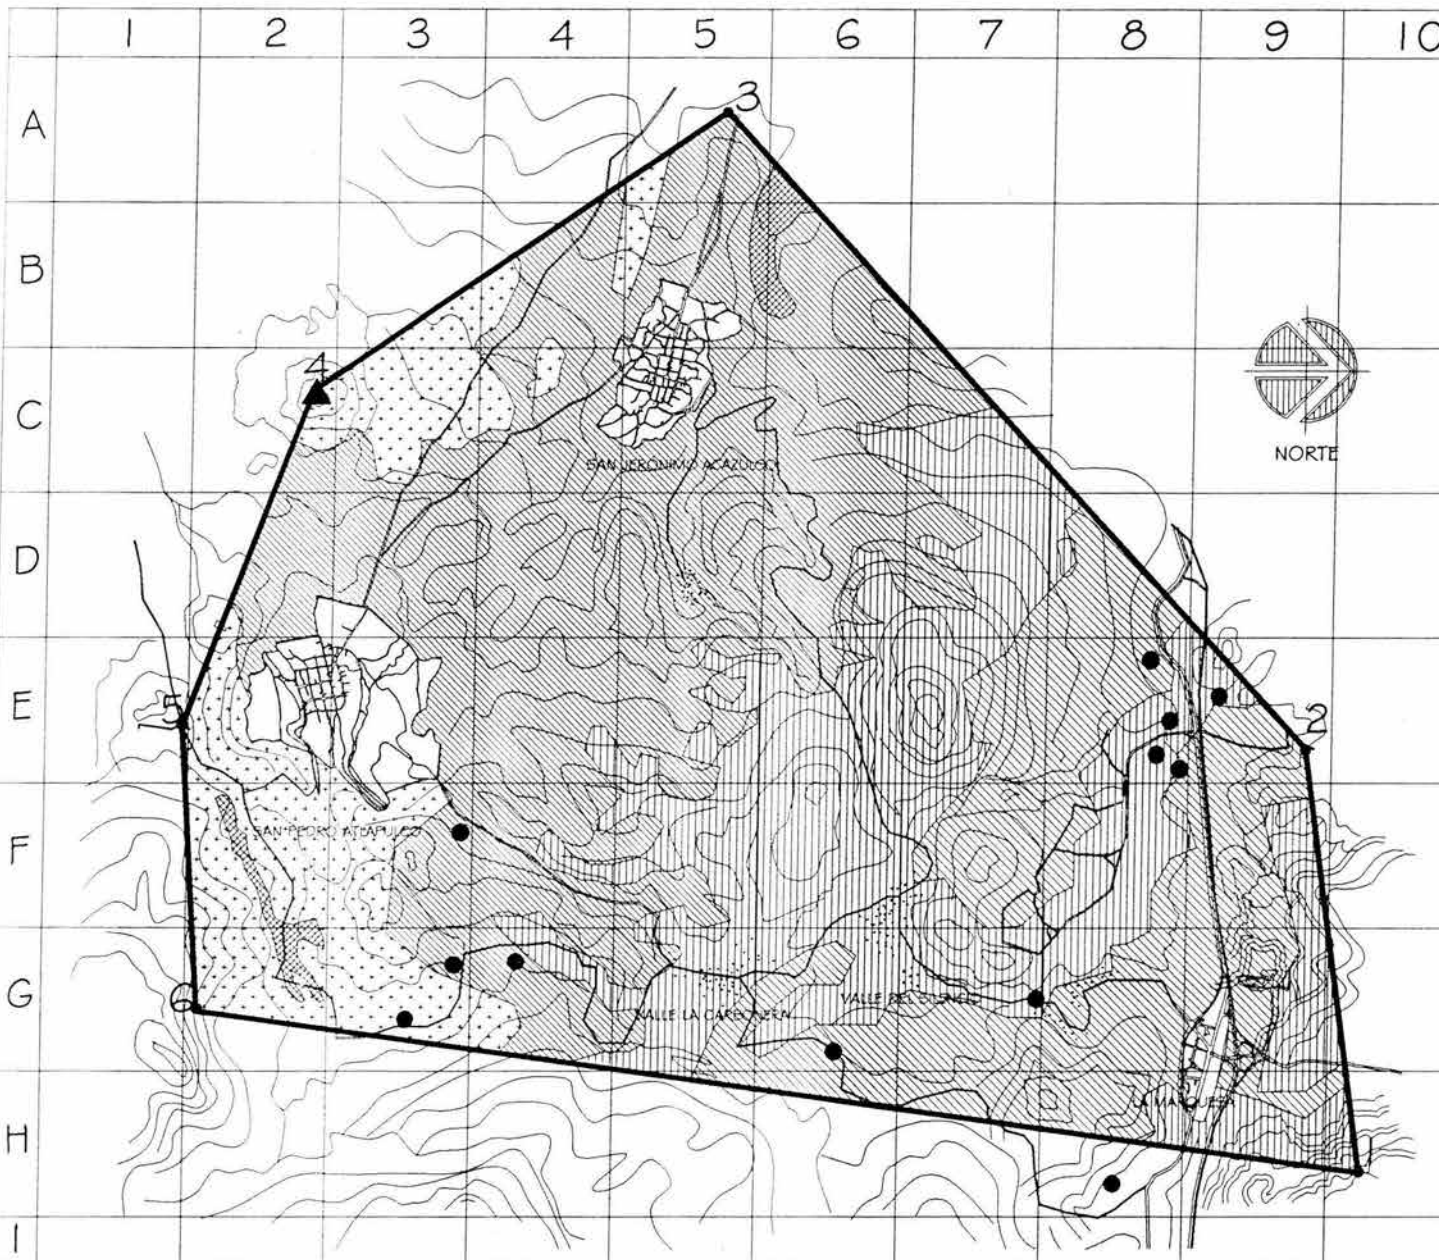 1 2 3 4 5 6 7 8 9 10
A
3
B
4
C
NORTE
SAN JERÓNIMO ACAZULCO
D
E
5
2
F
SAN PEDRO ATLAPULCO
G
6
VALLE DEL SILENCIO
VALLE LA CARBONERA
LA MARQUESA
H
1
I